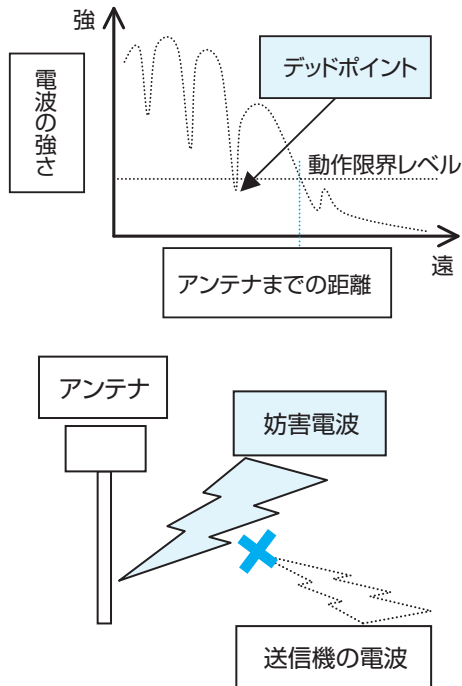 強
電波の強さ
デッドポイント
動作限界レベル
遠
アンテナまでの距離
アンテナ
妨害電波
送信機の電波